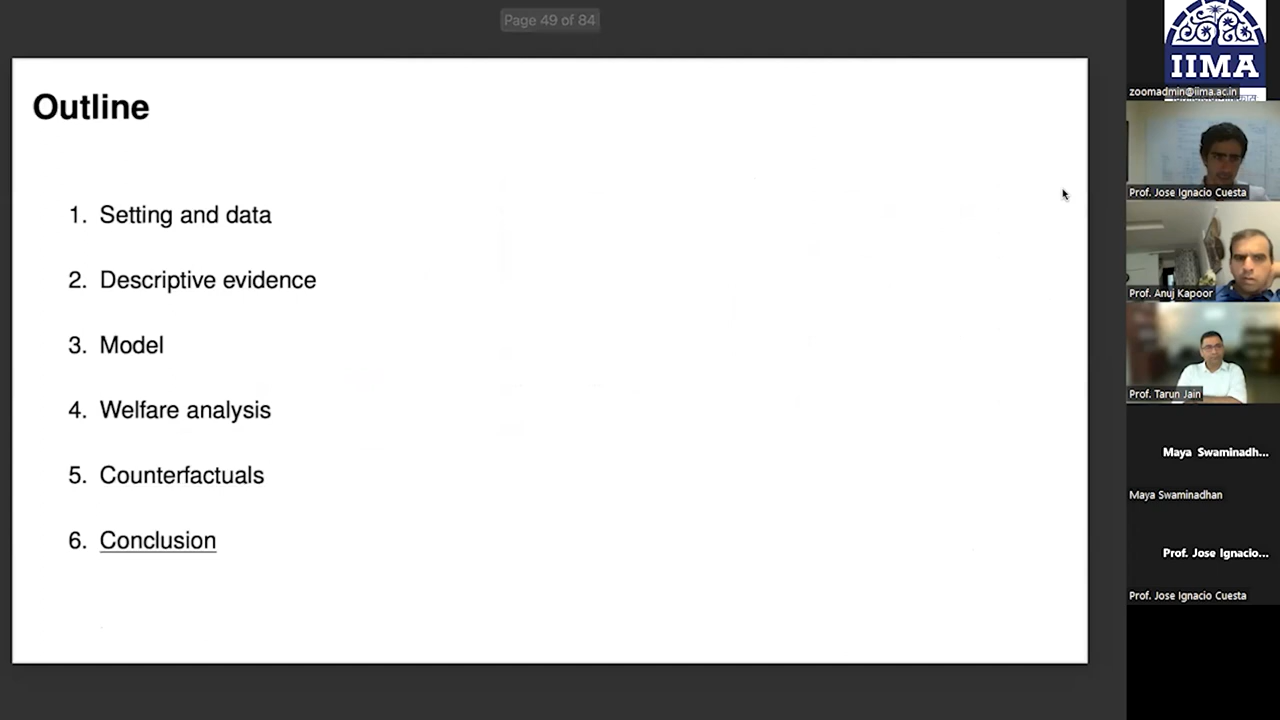 Page 49 of 84
Outline
1. Setting and data
2. Descriptive evidence
3. Model
4. Welfare analysis
5. Counterfactuals
6. Conclusion
IIMA
zoomadmin@iima.ac.in
Prof. Jose Ignacio Cuesta
Prof. Anuj Kapoor
Prof. Tarun Jain
Maya Swaminadh...
Maya Swaminadhan
Prof. Jose Ignacio...
Prof. Jose Ignacio Cuesta